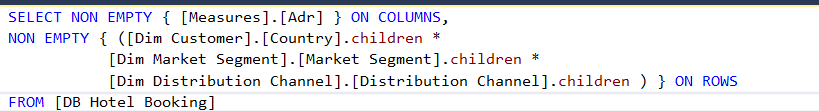 SELECT NON EMPTY { [Measures].[Adr] } ON COLUMNS,
NON EMPTY { ([Dim Customer].[Country].children *
[Dim Market Segment].[Market Segment].children *
[Dim Distribution Channel].[Distribution Channel].children ) } ON ROWS
FROM [DB Hotel Booking]